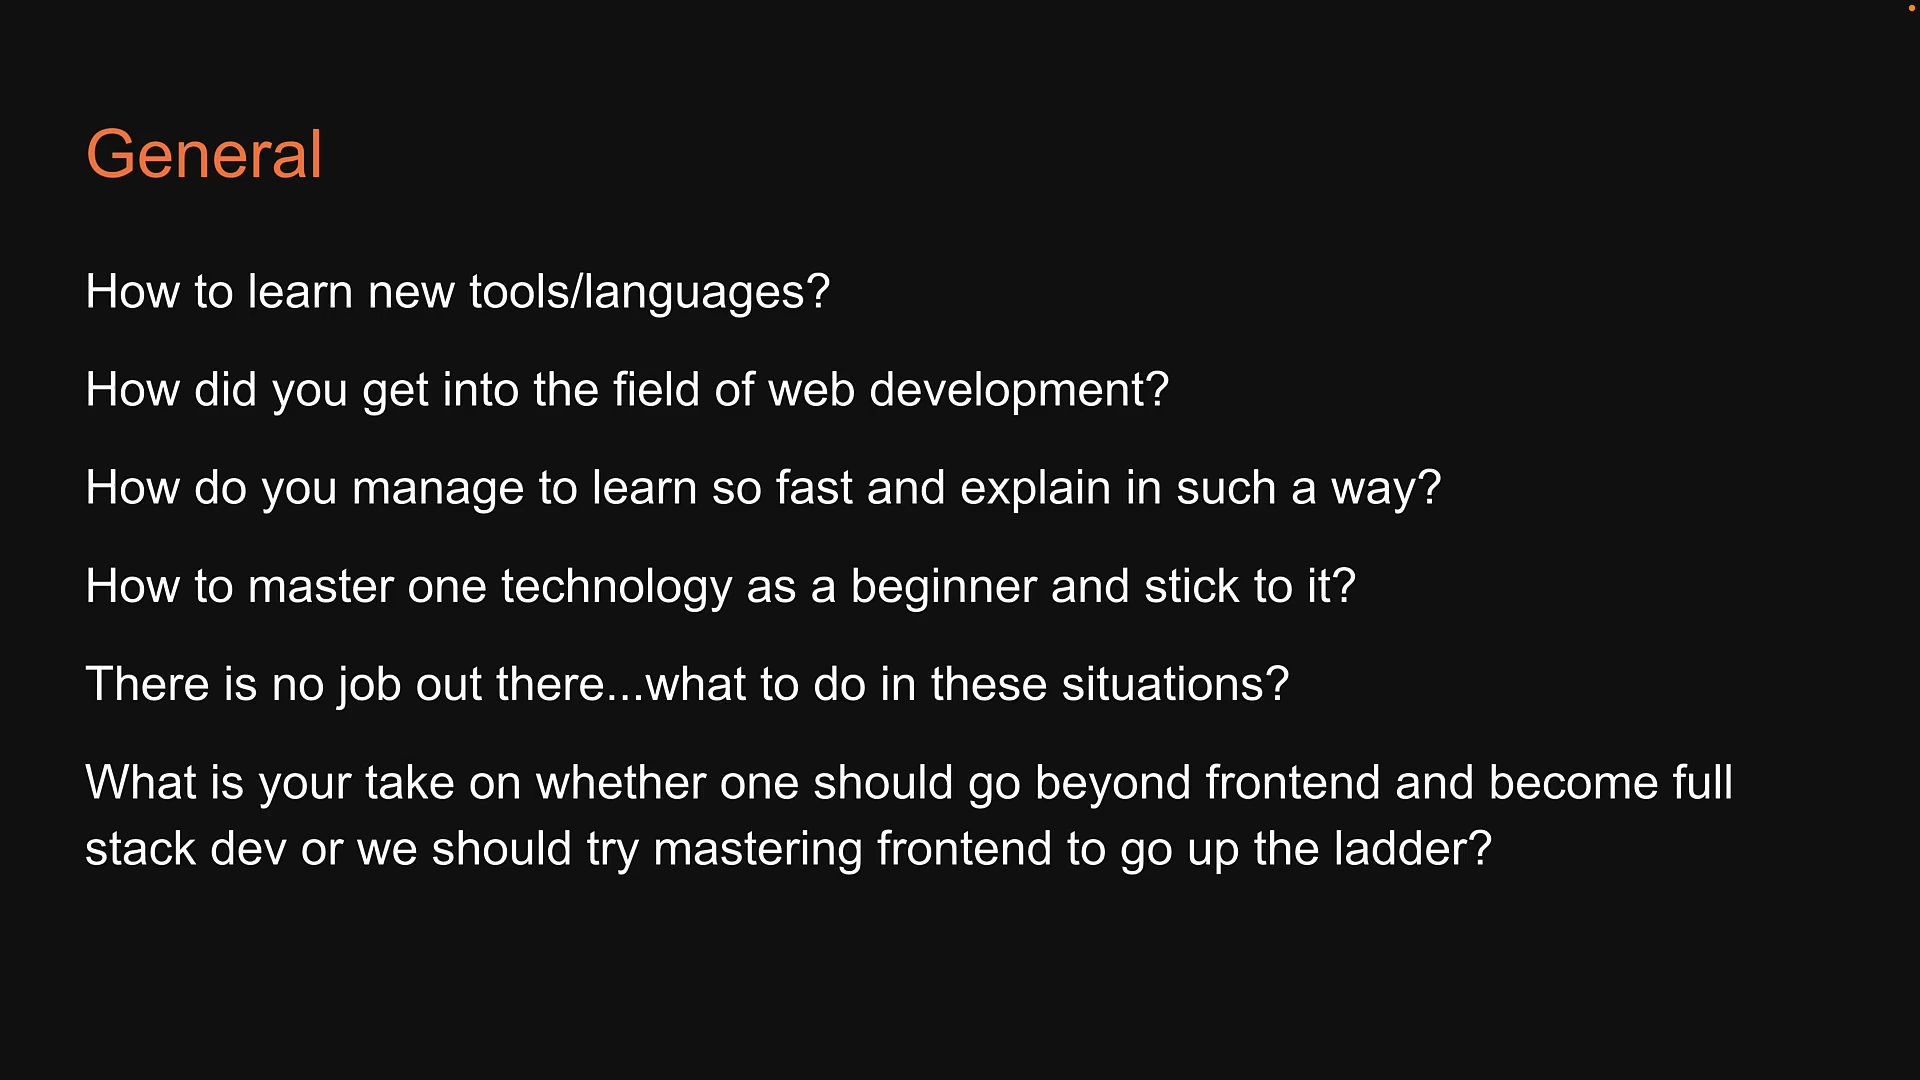 General
How to learn new tools/languages?
How did you get into the field of web development?
How do you manage to learn so fast and explain in such a way?
How to master one technology as a beginner and stick to it?
There is no job out there...what to do in these situations?
What is your take on whether one should go beyond frontend and become full
stack dev or we should try mastering frontend to go up the ladder?